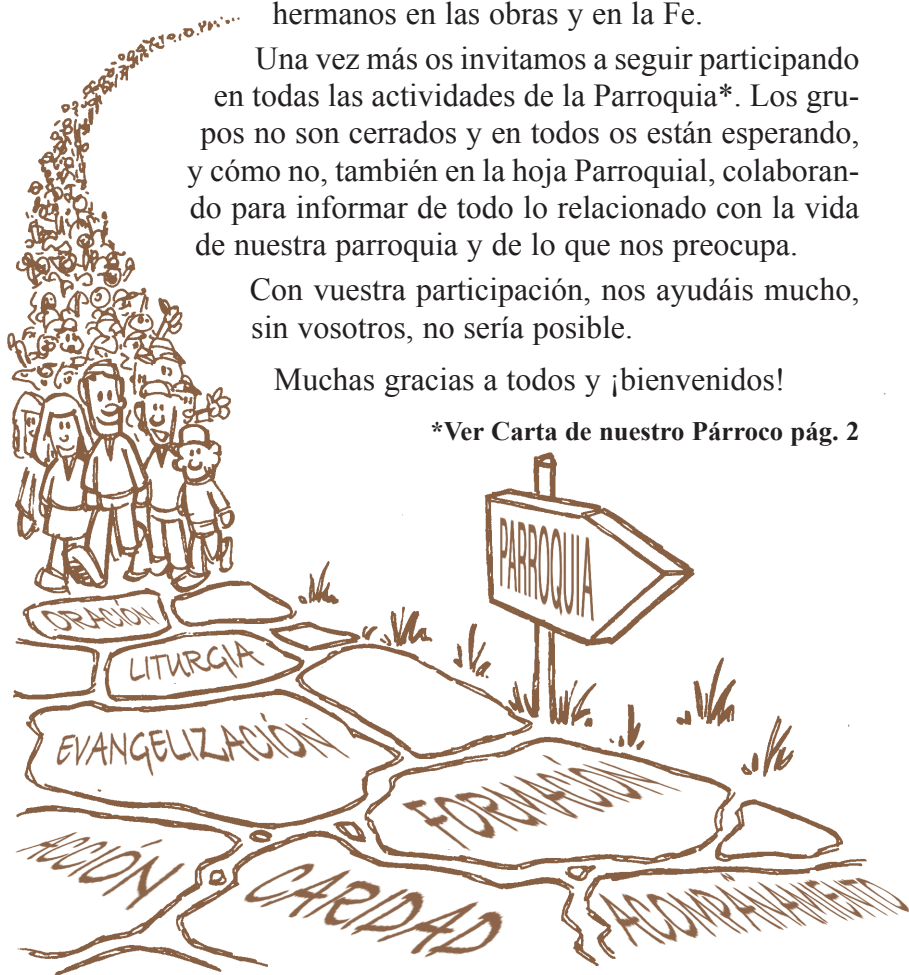 hermanos en las obras y en la Fe.
Una vez más os invitamos a seguir participando
en todas las actividades de la Parroquia*. Los gru-
pos no son cerrados y en todos os están esperando,
y cómo no, también en la hoja Parroquial, colaboran-
do para informar de todo lo relacionado con la vida
de nuestra parroquia y de lo que nos preocupa.
Con vuestra participación, nos ayudáis mucho,
sin vosotros, no sería posible.
Muchas gracias a todos y ¡bienvenidos!
*Ver Carta de nuestro Párroco pág. 2
PARROQUIA
ORACIÓN
LITURGIA
EVANGELIZACIÓN
FORMACIÓN
ACCIÓN
CARIDAD
ACOMPAÑAMIENTO